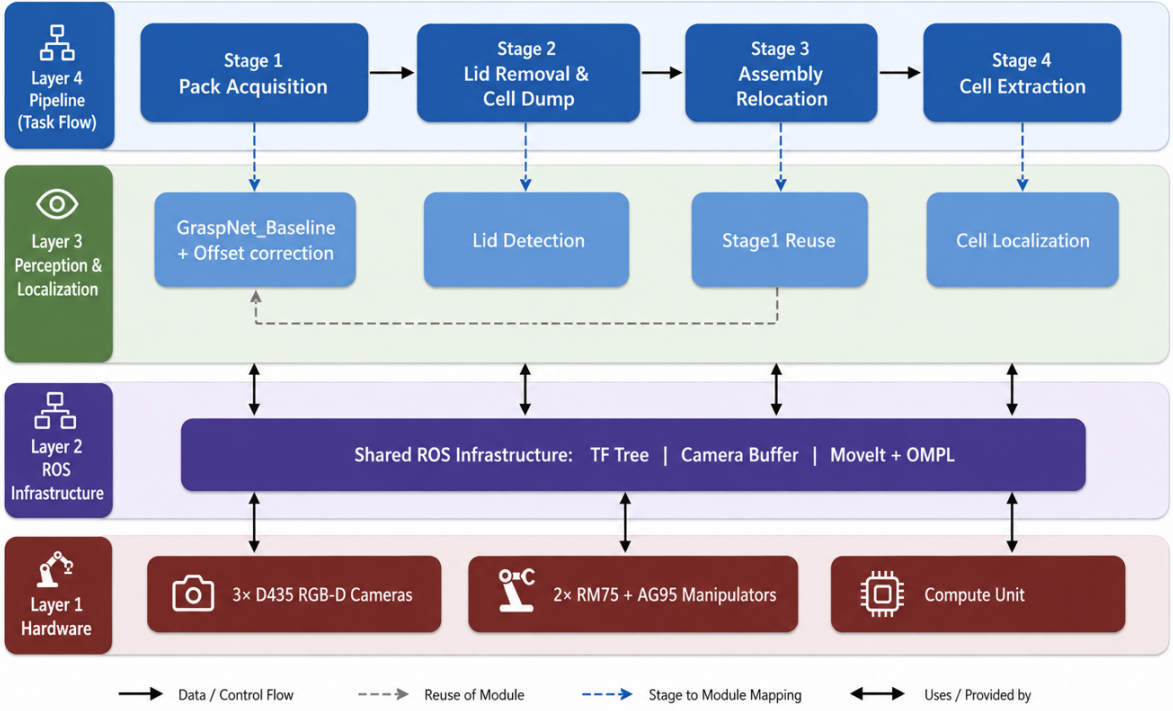 Layer 4
Pipeline
(Task Flow)
Stage 1
Pack Acquisition
Stage 2
Lid Removal &
Cell Dump
Stage 3
Assembly
Relocation
Stage 4
Cell Extraction
Layer 3
Perception &
Localization
GraspNet_Baseline
+ Offset correction
Lid Detection
Stage1 Reuse
Cell Localization
Layer 2
ROS
Infrastructure
Shared ROS Infrastructure: TF Tree | Camera Buffer | MoveIt + OMPL
Layer 1
Hardware
3× D435 RGB-D Cameras
2× RM75 + AG95 Manipulators
Compute Unit
Data / Control Flow
Reuse of Module
Stage to Module Mapping
Uses / Provided by